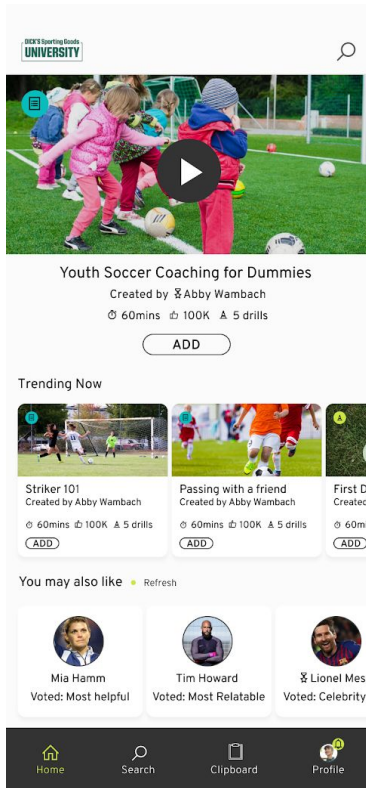 DICK'S Sporting Goods
UNIVERSITY
Youth Soccer Coaching for Dummies
Created by Abby Wambach
60mins 100K 5 drills
ADD
Trending Now
Striker 101
Created by Abby Wambach
60mins 100K 5 drills
ADD
Passing with a friend
Created by Abby Wambach
60mins 100K 5 drills
ADD
First D
Create
60m
ADD
You may also like • Refresh
Mia Hamm
Voted: Most helpful
Tim Howard
Voted: Most Relatable
Lionel Mes
Voted: Celebrity
Home
Search
Clipboard
Profile